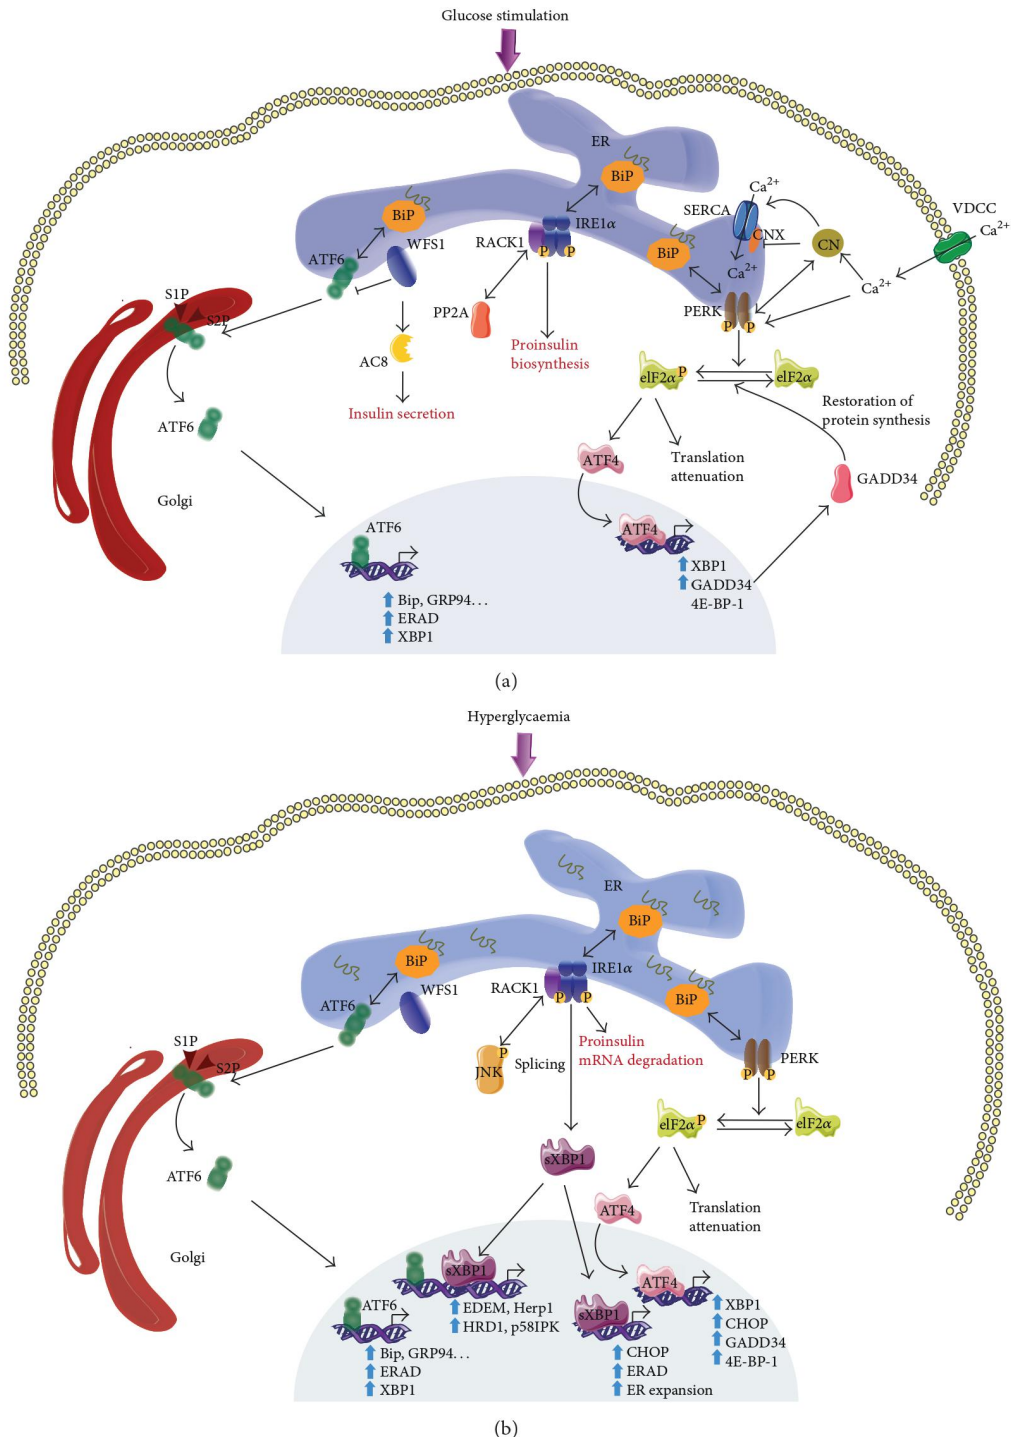 Glucose stimulation
ER
BiP
Ca2+
SERCA
VDCC
Ca2+
BiP
WFS1
RACK1
IRE1α
CNX
CN
ATF6
P P
BiP
Ca2+
Ca2+
S1P
S2P
PP2A
PERK
P P
AC8
Proinsulin
biosynthesis
eIF2α P
eIF2α
Insulin secretion
Restoration of
protein synthesis
ATF6
ATF4
Translation
attenuation
GADD34
Golgi
ATF6
ATF4
XBP1
GADD34
4E-BP-1
Bip, GRP94...
ERAD
XBP1
(a)
Hyperglycaemia
ER
BiP
BiP
WFS1
RACK1
IRE1α
ATF6
P P
BiP
S1P
S2P
P
JNK
Splicing
Proinsulin
mRNA degradation
PERK
P P
eIF2α P
eIF2α
sXBP1
ATF6
ATF4
Translation
attenuation
Golgi
sXBP1
ATF4
ATF6
EDEM, Herp1
HRD1, p58IPK
sXBP1
XBP1
CHOP
GADD34
4E-BP-1
Bip, GRP94...
ERAD
XBP1
CHOP
ERAD
ER expansion
(b)